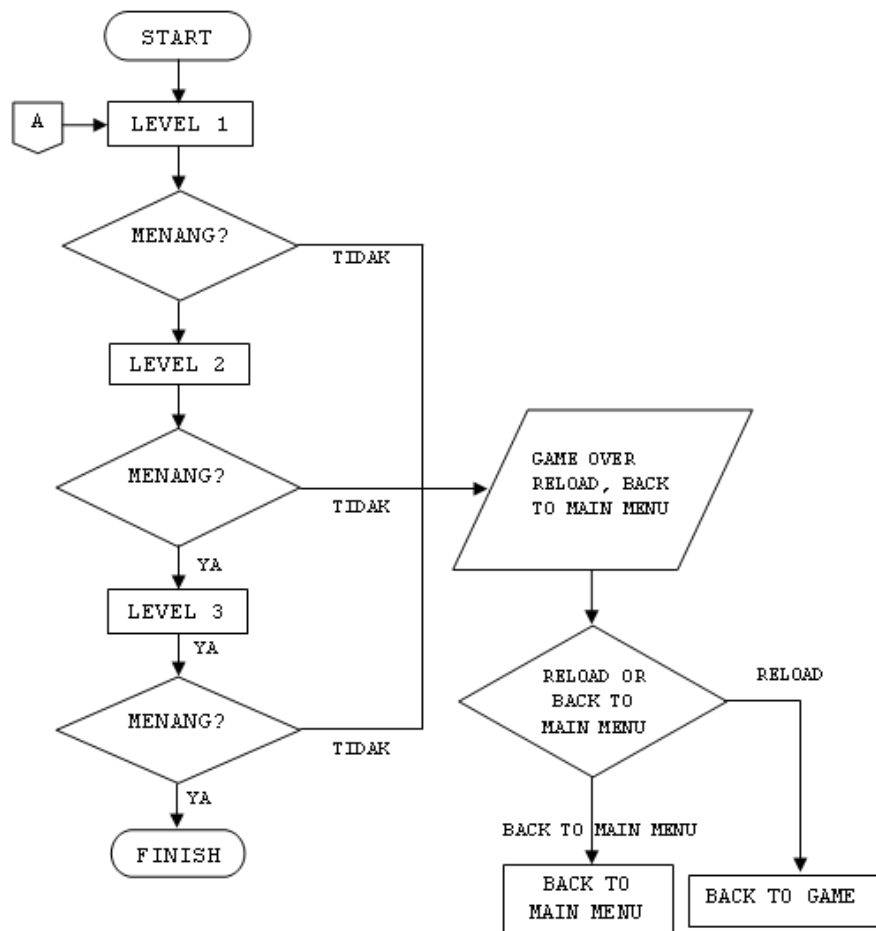 START
A
LEVEL 1
MENANG?
TIDAK
LEVEL 2
MENANG?
TIDAK
GAME OVER
RELOAD, BACK
TO MAIN MENU
YA
LEVEL 3
YA
MENANG?
TIDAK
YA
FINISH
RELOAD OR
BACK TO
MAIN MENU
RELOAD
BACK TO MAIN MENU
BACK TO
MAIN MENU
BACK TO GAME